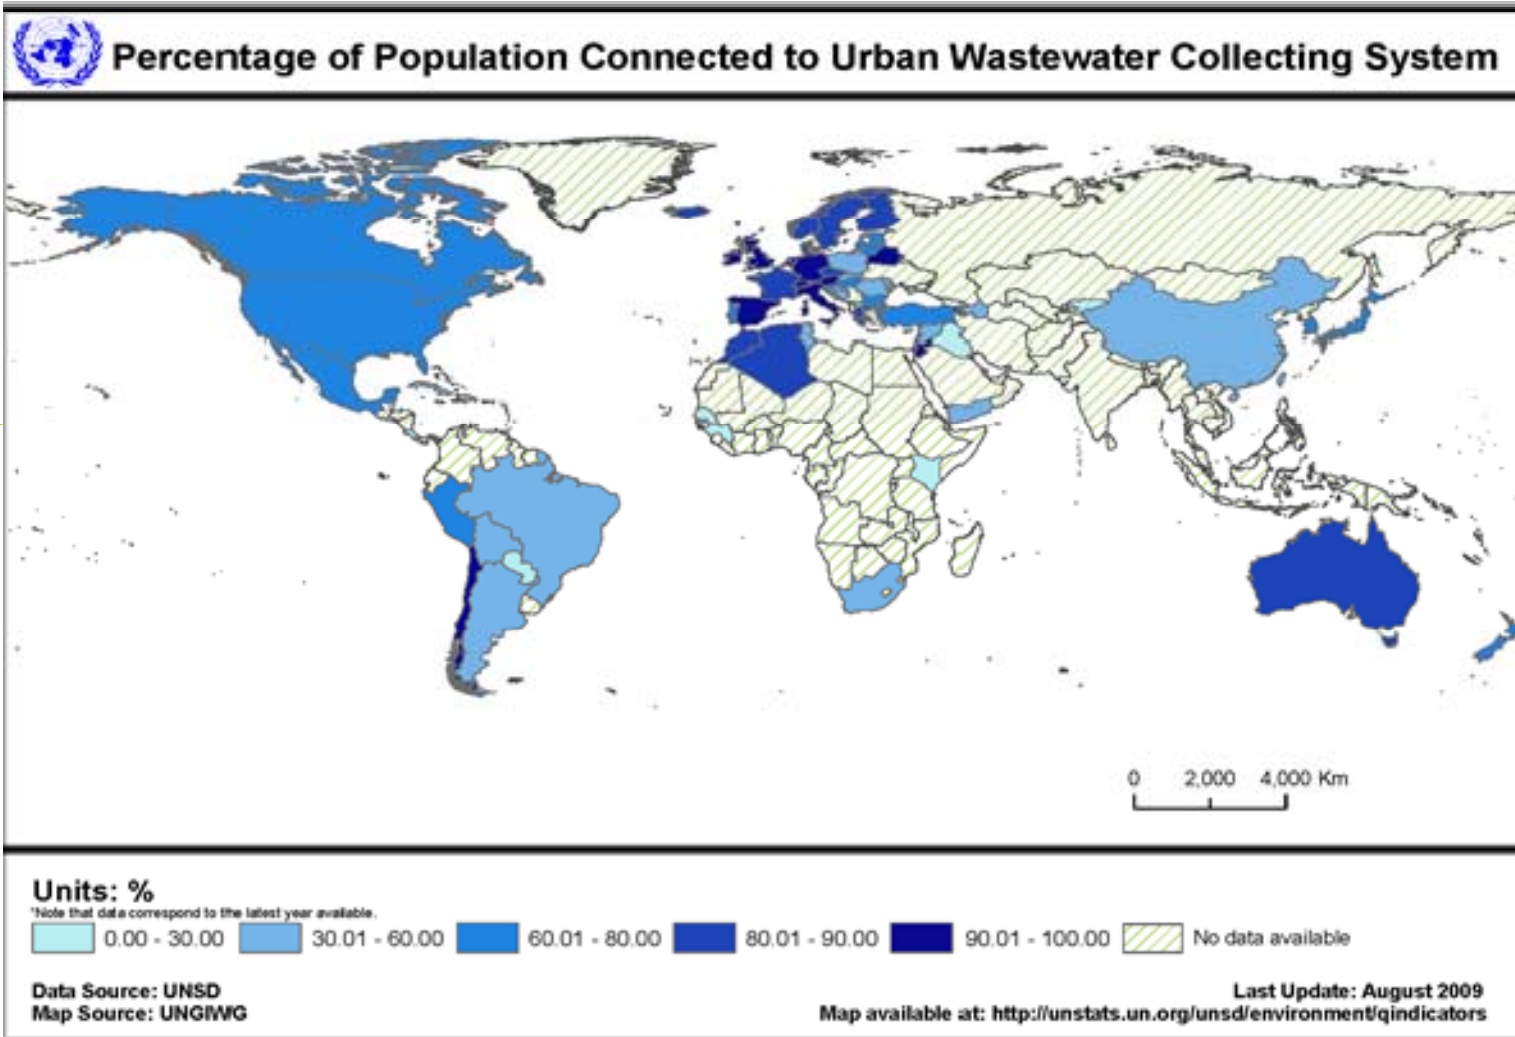 Percentage of Population Connected to Urban Wastewater Collecting System
0 2,000 4,000 Km
Units: %
*Note that data correspond to the latest year available.
0.00 - 30.00 30.01 - 60.00 60.01 - 80.00 80.01 - 90.00 90.01 - 100.00 No data available
Data Source: UNSD
Last Update: August 2009
Map Source: UNGIWG
Map available at: http://unstats.un.org/unsd/environment/qindicators